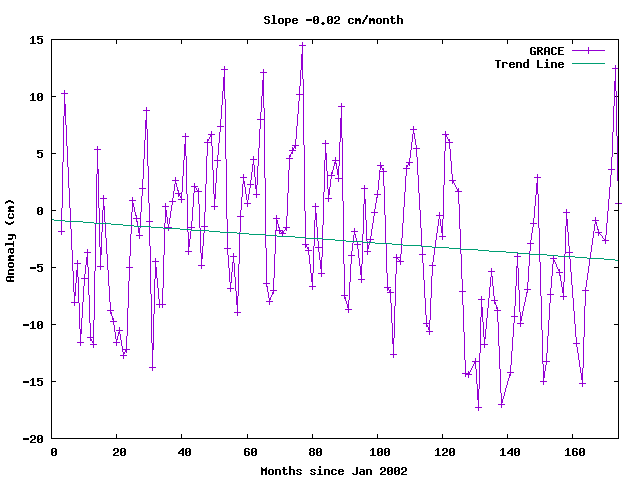 Slope -0.02 cm/month
GRACE
Trend Line
15
10
5
0
-5
-10
-15
-20
Anomaly (cm)
0 20 40 60 80 100 120 140 160
Months since Jan 2002